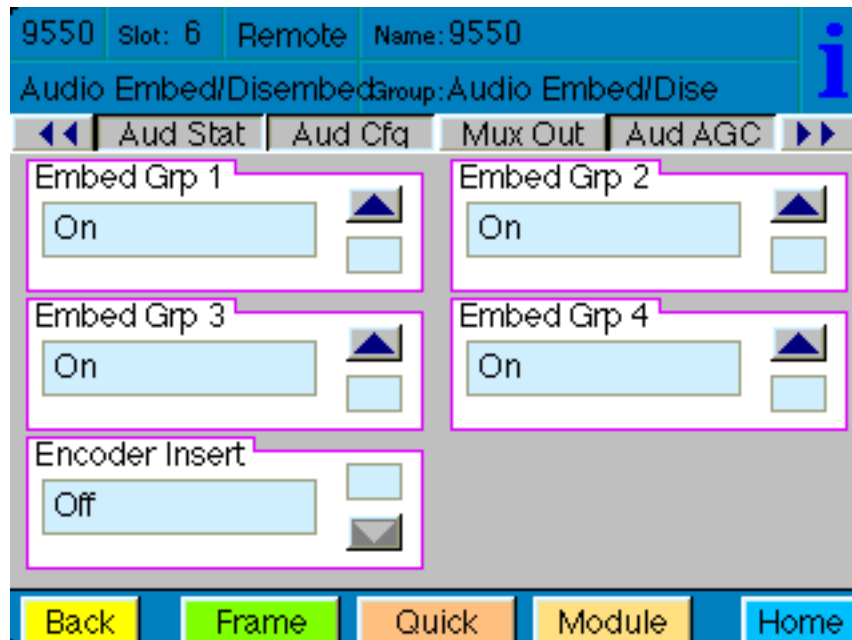 9550 Slot: 6 Remote Name: 9550
Audio Embed/Disembed Group: Audio Embed/Dise
Aud Stat Aud Cfg Mux Out Aud AGC
Embed Grp 1 Embed Grp 2
On On
Embed Grp 3 Embed Grp 4
On On
Encoder Insert
Off
Back Frame Quick Module Home